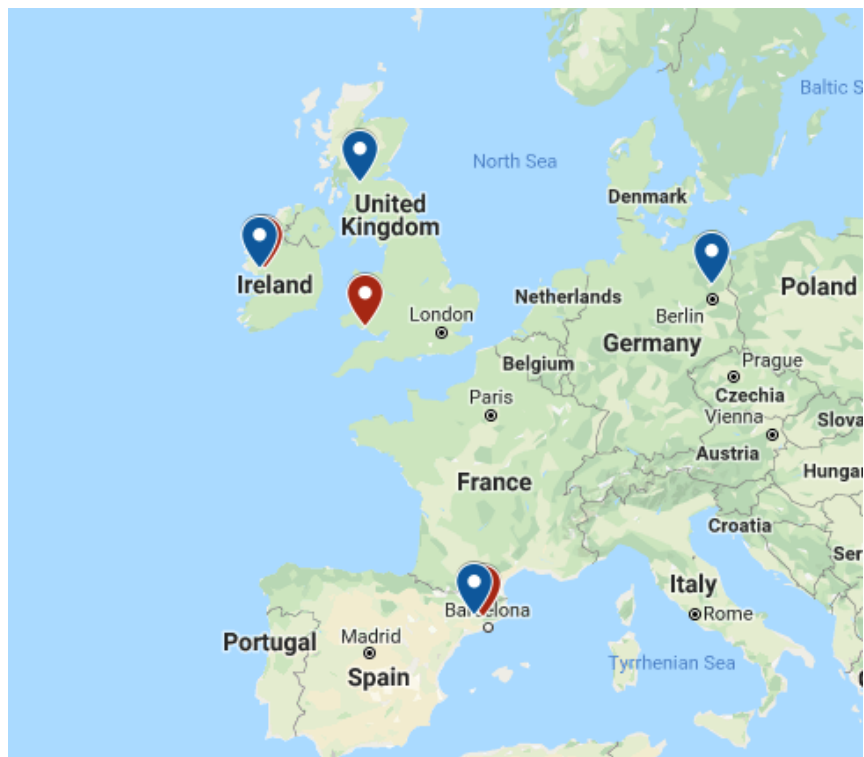 Baltic S
North Sea
Denmark
United
Kingdom
Ireland
Poland
Netherlands
London
Berlin
Germany
Belgium
Prague
Czechia
Paris
Vienna
Slova
Austria
Hungar
France
Croatia
Ser
Italy
Barcelona
Rome
Portugal
Madrid
Tyrrhenian Sea
Spain